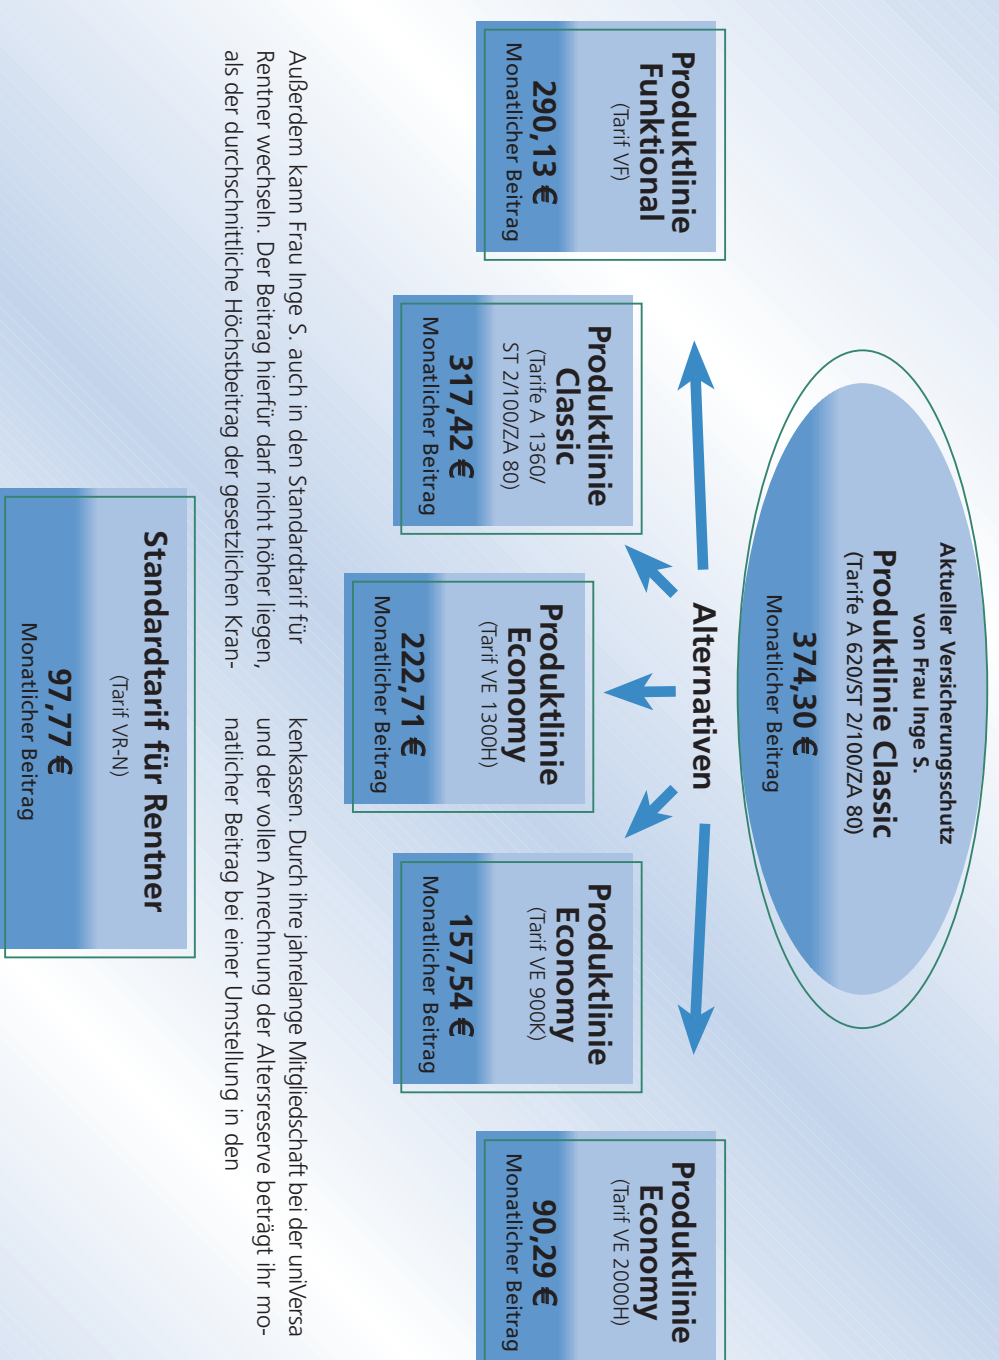 Aktueller Versicherungsschutz
von Frau Inge S.
Produktlinie Classic
(Tarife A 620/ST 2/100/ZA 80)
374,30 €
Monatlicher Beitrag
Alternativen
Produktlinie
Funktional
(Tarif VF)
290,13 €
Monatlicher Beitrag
Produktlinie
Classic
(Tarife A 1360/
ST 2/100/ZA 80)
317,42 €
Monatlicher Beitrag
Produktlinie
Economy
(Tarif VE 1300H)
222,71 €
Monatlicher Beitrag
Produktlinie
Economy
(Tarif VE 900K)
157,54 €
Monatlicher Beitrag
Produktlinie
Economy
(Tarif VE 2000H)
90,29 €
Monatlicher Beitrag
Außerdem kann Frau Inge S. auch in den Standardtarif für
Rentner wechseln. Der Beitrag hierfür darf nicht höher liegen,
als der durchschnittliche Höchstbeitrag der gesetzlichen Kran-
kenkassen. Durch ihre jahrelange Mitgliedschaft bei der uniVersa
und der vollen Anrechnung der Altersreserve beträgt ihr mo-
natlicher Beitrag bei einer Umstellung in den
Standardtarif für Rentner
(Tarif VR-N)
97,77 €
Monatlicher Beitrag